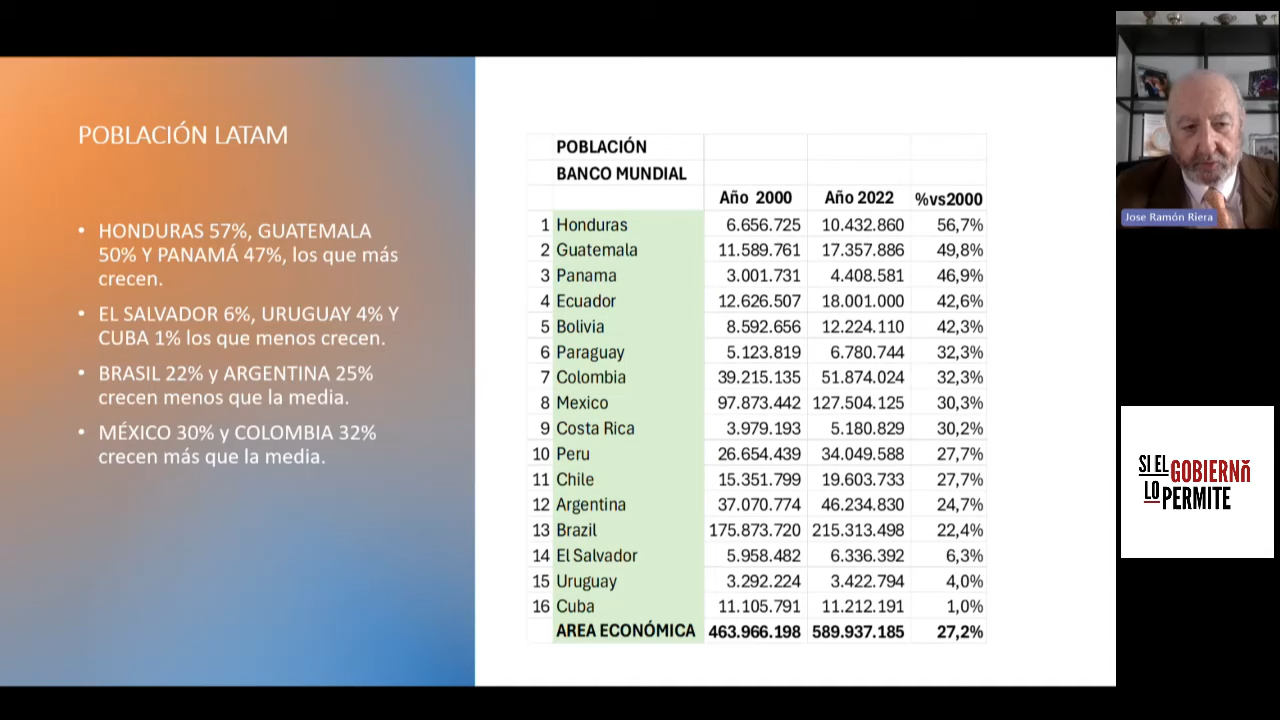 POBLACIÓN LATAM
• HONDURAS 57%, GUATEMALA
50% Y PANAMÁ 47%, los que más
crecen.
• EL SALVADOR 6%, URUGUAY 4% Y
CUBA 1% los que menos crecen.
• BRASIL 22% y ARGENTINA 25%
crecen menos que la media.
• MÉXICO 30% y COLOMBIA 32%
crecen más que la media.
POBLACIÓN
BANCO MUNDIAL
Año 2000 Año 2022 %vs2000
1 Honduras 6.656.725 10.432.860 56,7%
2 Guatemala 11.589.761 17.357.886 49,8%
3 Panama 3.001.731 4.408.581 46,9%
4 Ecuador 12.626.507 18.001.000 42,6%
5 Bolivia 8.592.656 12.224.110 42,3%
6 Paraguay 5.123.819 6.780.744 32,3%
7 Colombia 39.215.135 51.874.024 32,3%
8 Mexico 97.873.442 127.504.125 30,3%
9 Costa Rica 3.979.193 5.180.829 30,2%
10 Peru 26.654.439 34.049.588 27,7%
11 Chile 15.351.799 19.603.733 27,7%
12 Argentina 37.070.774 46.234.830 24,7%
13 Brazil 175.873.720 215.313.498 22,4%
14 El Salvador 5.958.482 6.336.392 6,3%
15 Uruguay 3.292.224 3.422.794 4,0%
16 Cuba 11.105.791 11.212.191 1,0%
AREA ECONÓMICA 463.966.198 589.937.185 27,2%
Jose Ramón Riera
SI EL GOBIERNÑ
LO PERMITE